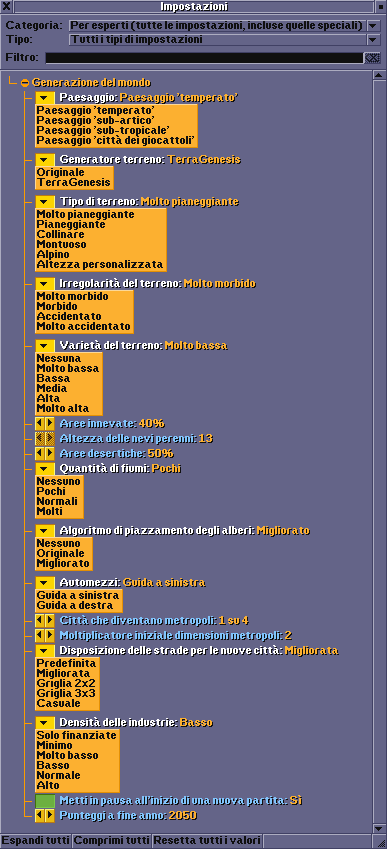 Impostazioni
Categoria: Per esperti (tutte le impostazioni, incluse quelle speciali)
Tipo: Tutti i tipi di impostazioni
Filtro:
Generazione del mondo
Paesaggio: Paesaggio 'temperato'
Paesaggio 'temperato'
Paesaggio 'sub-artico'
Paesaggio 'sub-tropicale'
Paesaggio 'città dei giocattoli'
Generatore terreno: TerraGenesis
Originale
TerraGenesis
Tipo di terreno: Molto pianeggiante
Molto pianeggiante
Pianeggiante
Collinare
Montuoso
Alpino
Altezza personalizzata
Irregolarità del terreno: Molto morbido
Molto morbido
Morbido
Accidentato
Molto accidentato
Varietà del terreno: Molto bassa
Nessuna
Molto bassa
Bassa
Media
Alta
Molto alta
Aree innevate: 40%
Altezza delle nevi perenni: 13
Aree desertiche: 50%
Quantità di fiumi: Pochi
Nessuno
Pochi
Normali
Molti
Algoritmo di piazzamento degli alberi: Migliorato
Nessuno
Originale
Migliorato
Automezzi: Guida a sinistra
Guida a sinistra
Guida a destra
Città che diventano metropoli: 1 su 4
Moltiplicatore iniziale dimensioni metropoli: 2
Disposizione delle strade per le nuove città: Migliorata
Predefinita
Migliorata
Griglia 2x2
Griglia 3x3
Casuale
Densità delle industrie: Basso
Solo finanziate
Minimo
Molto basso
Basso
Normale
Alto
Metti in pausa all'inizio di una nuova partita: Sì
Punteggi a fine anno: 2050
Espandi tutti
Comprimi tutti
Resetta tutti i valori